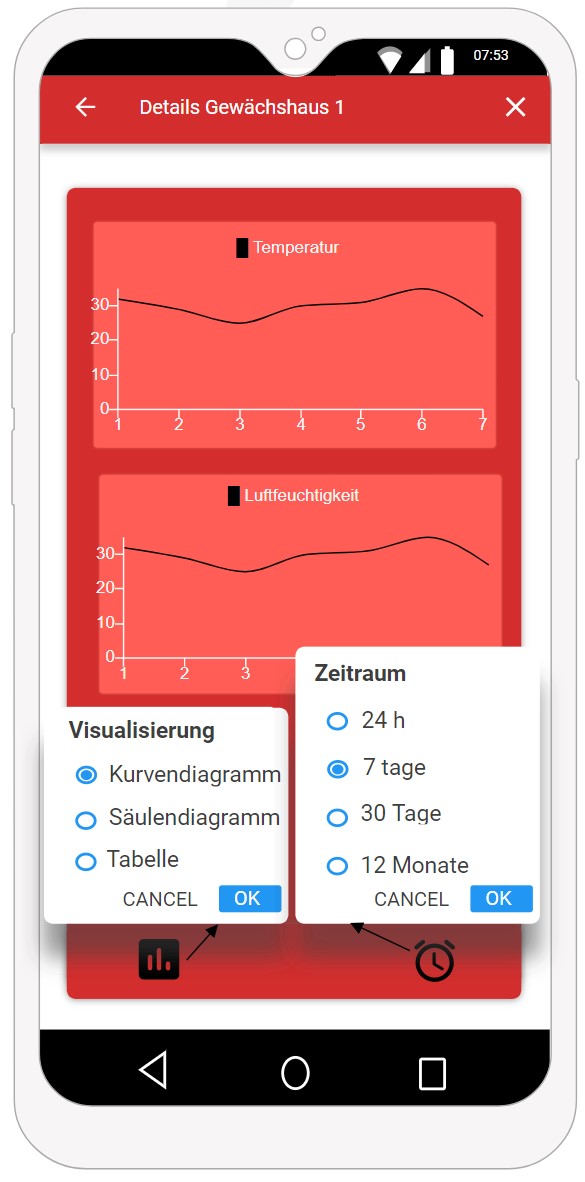 07:53
Details Gewächshaus 1
Temperatur
30
20
10
0
1 2 3 4 5 6 7
Luftfeuchtigkeit
30
20
10
0
1 2 3
Visualisierung
Kurvendiagramm
Säulendiagramm
Tabelle
CANCEL OK
Zeitraum
24 h
7 tage
30 Tage
12 Monate
CANCEL OK